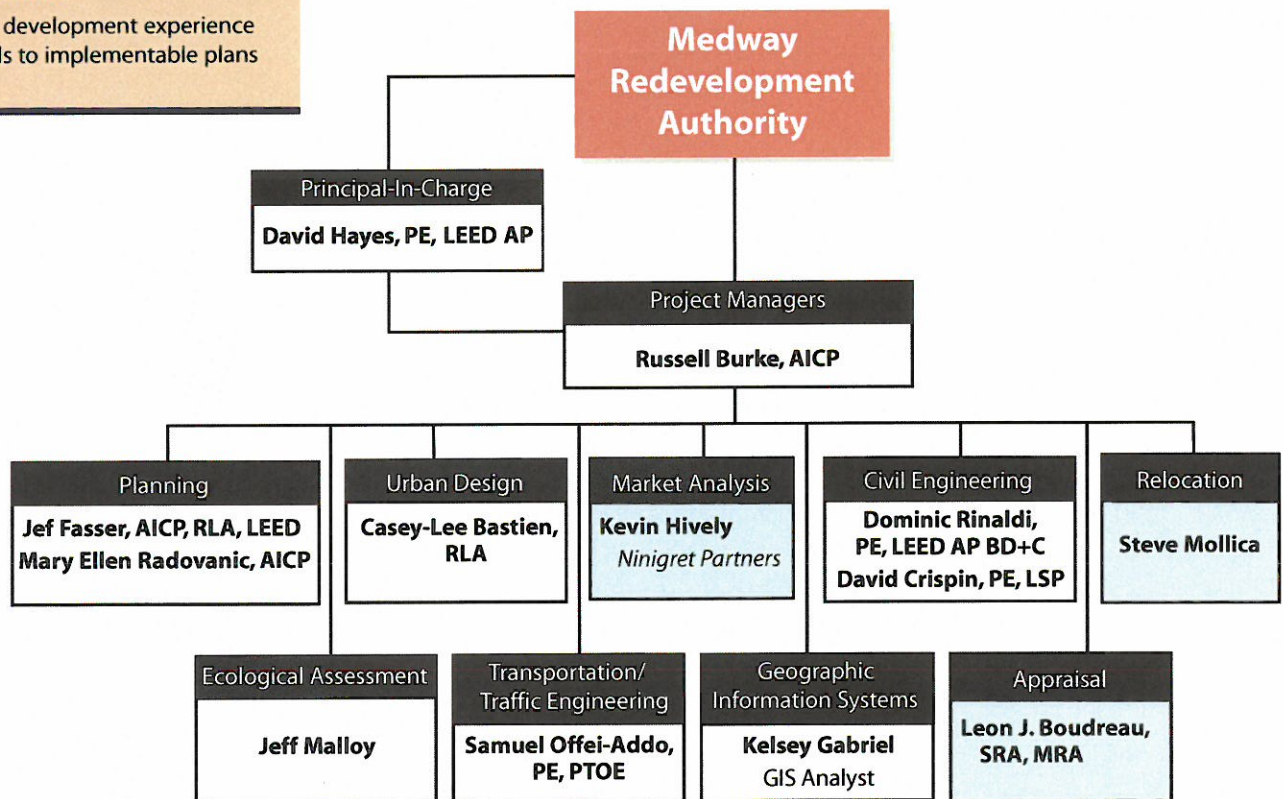 development experience
to implementable plans
Medway
Redevelopment
Authority
Principal-In-Charge
David Hayes, PE, LEED AP
Project Managers
Russell Burke, AICP
Planning
Jef Fasser, AICP, RLA, LEED
Mary Ellen Radovanic, AICP
Urban Design
Casey-Lee Bastien,
RLA
Market Analysis
Kevin Hively
Ninigret Partners
Civil Engineering
Dominic Rinaldi,
PE, LEED AP BD+C
David Crispin, PE, LSP
Relocation
Steve Mollica
Ecological Assessment
Jeff Malloy
Transportation/
Traffic Engineering
Samuel Offei-Addo,
PE, PTOE
Geographic
Information Systems
Kelsey Gabriel
GIS Analyst
Appraisal
Leon J. Boudreau,
SRA, MRA